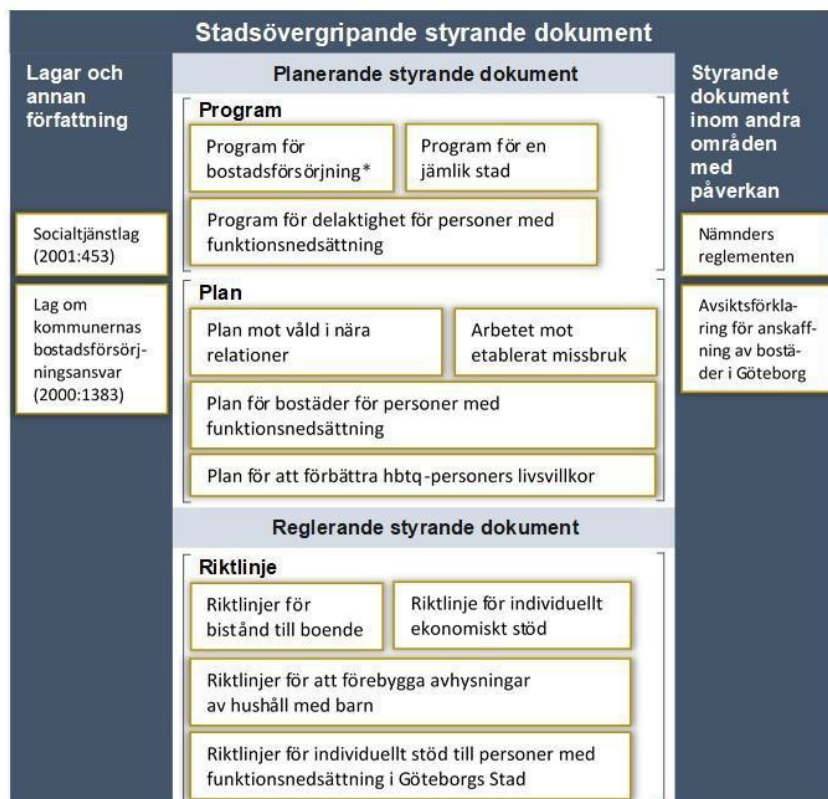 Stadsövergripande styrande dokument
Lagar och
annan
författning
Socialtjänstlag
(2001:453)
Lag om
kommunernas
bostadsförsörj-
ningsansvar
(2000:1383)
Planerande styrande dokument
Program
Program för
bostadsförsörjning*
Program för en
jämlik stad
Program för delaktighet för personer med
funktionsnedsättning
Plan
Plan mot våld i nära
relationer
Arbetet mot
etablerat missbruk
Plan för bostäder för personer med
funktionsnedsättning
Plan för att förbättra hbtq-personers livsvillkor
Reglerande styrande dokument
Riktlinje
Riktlinjer för
bistånd till boende
Riktlinje för individuellt
ekonomiskt stöd
Riktlinjer för att förebygga avhysningar
av hushåll med barn
Riktlinjer för individuellt stöd till personer med
funktionsnedsättning i Göteborgs Stad
Styrande
dokument
inom andra
områden
med
påverkan
Nämnders
reglementen
Avsiktsförkla-
ring för anskaff-
ning av bostä-
der i Göteborg